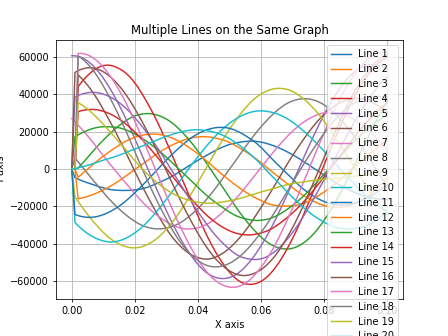 Multiple Lines on the Same Graph
60000
40000
20000
0
−20000
−40000
−60000
axis
0.00
0.02
0.04
0.06
X axis
Line 1
Line 2
Line 3
Line 4
Line 5
Line 6
Line 7
Line 8
Line 9
Line 10
Line 11
Line 12
Line 13
Line 14
Line 15
Line 16
Line 17
Line 18
Line 19
Line 20